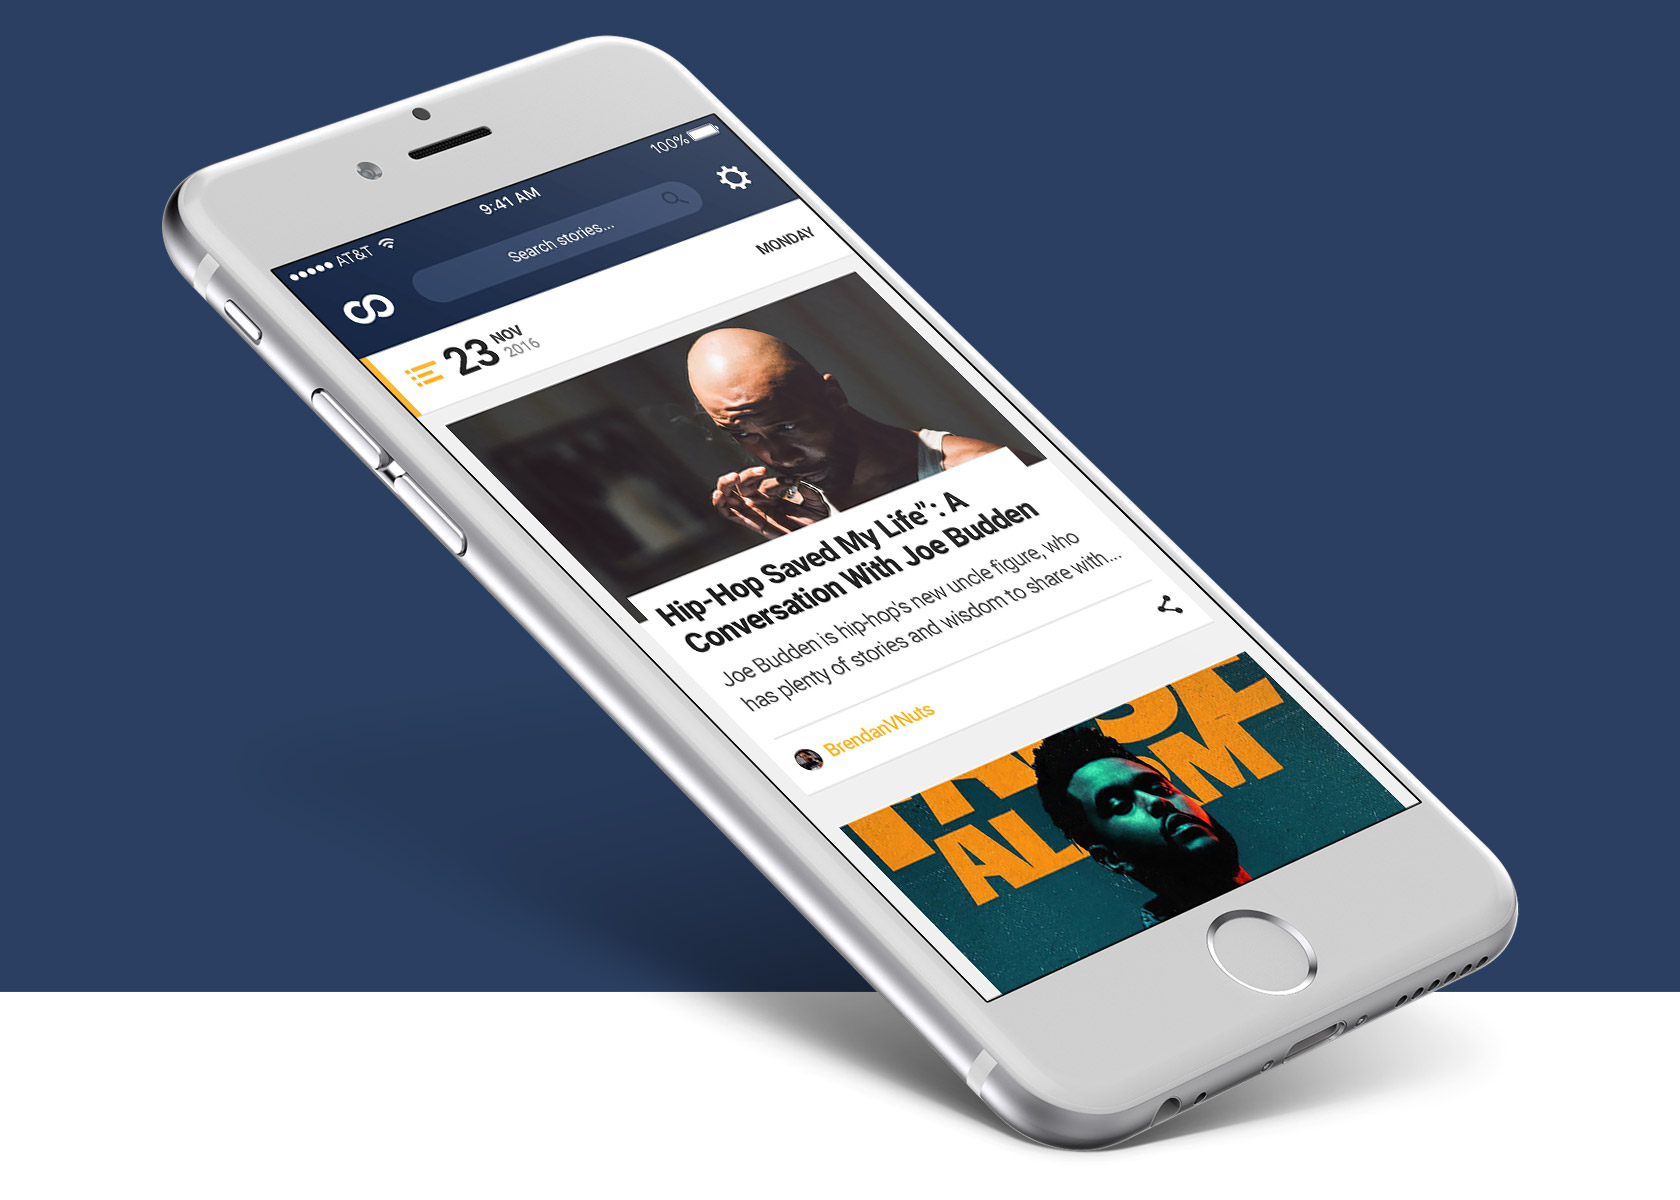 AT&T 9:41 AM 100%
Search stories...
23 NOV 2016 MONDAY
Hip-Hop Saved My Life": A
Conversation With Joe Budden
Joe Budden is hip-hop's new uncle figure, who
has plenty of stories and wisdom to share with...
BrendanVNuts
ALARM